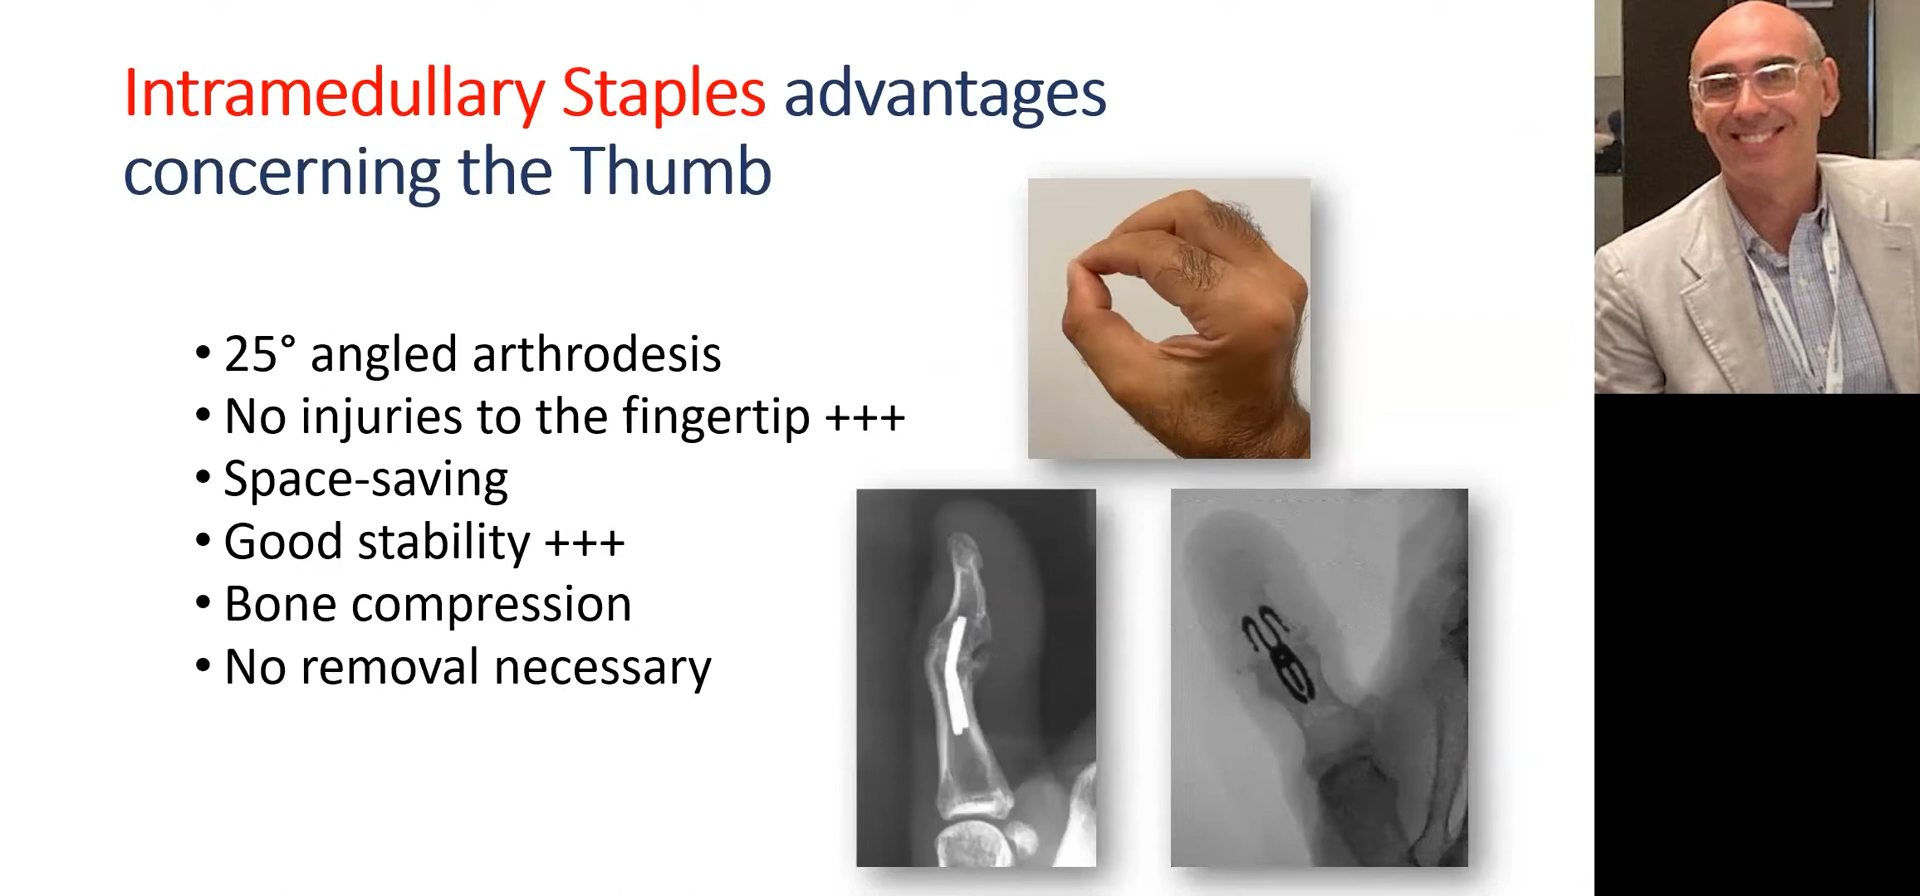 Intramedullary Staples advantages
concerning the Thumb
• 25° angled arthrodesis
• No injuries to the fingertip +++
• Space-saving
• Good stability +++
• Bone compression
• No removal necessary